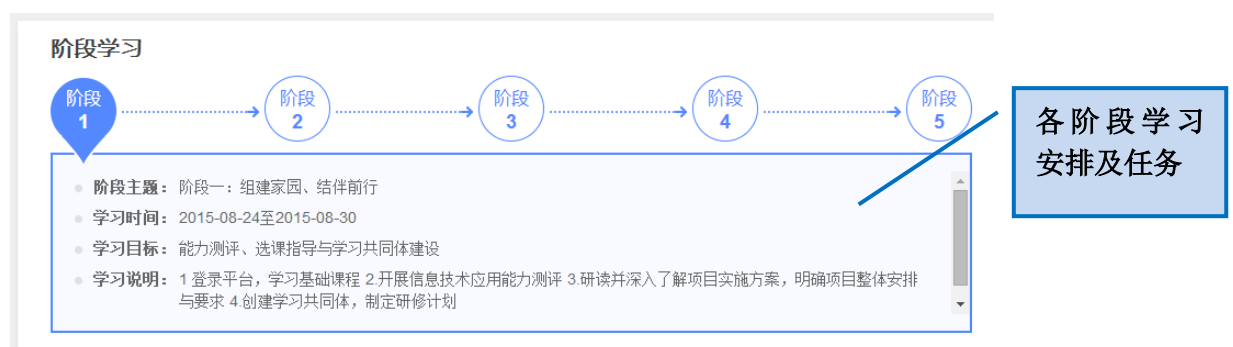 阶段学习
阶段
1
阶段
2
阶段
3
阶段
4
阶段
5
各阶段学习
安排及任务
阶段主题：阶段一：组建家园、结伴前行
学习时间：2015-08-24至2015-08-30
学习目标：能力测评、选课指导与学习共同体建设
学习说明：1 登录平台，学习基础课程 2.开展信息技术应用能力测评 3.研读并深入了解项目实施方案，明确项目整体安排
与要求 4.创建学习共同体，制定研修计划